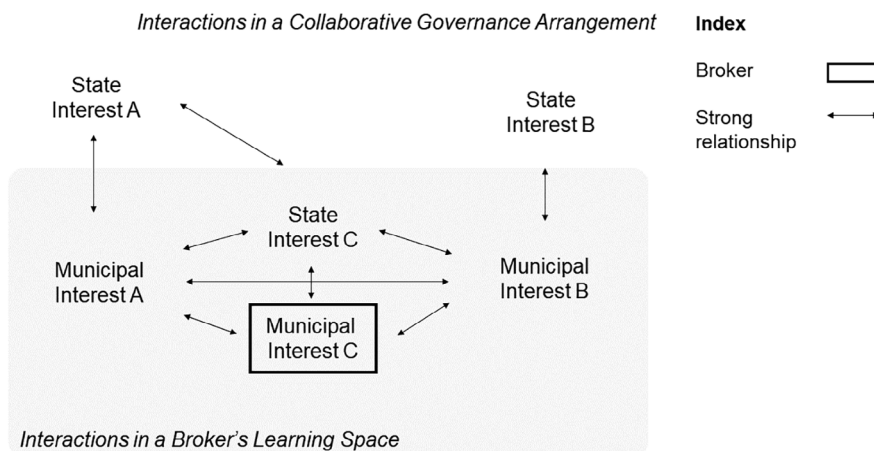 Interactions in a Collaborative Governance Arrangement
Index
Broker
Strong
relationship
State
Interest A
State
Interest B
State
Interest C
Municipal
Interest A
Municipal
Interest B
Municipal
Interest C
Interactions in a Broker's Learning Space